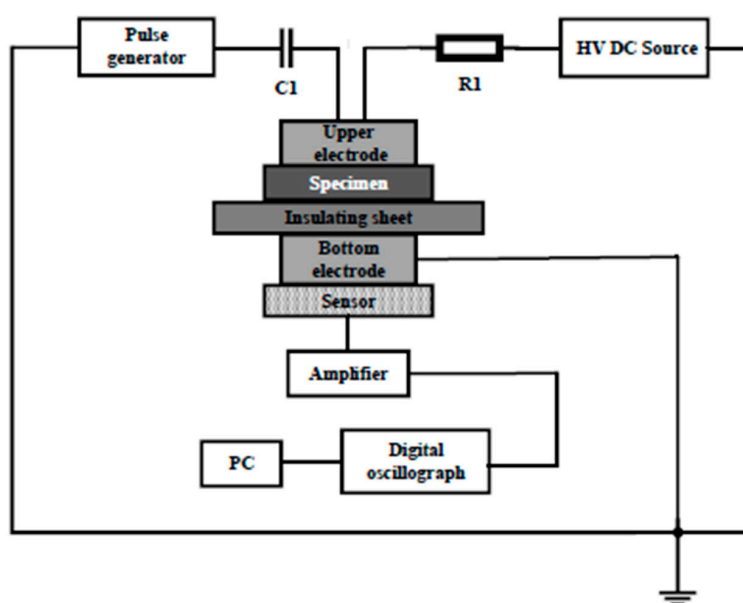 Pulse
generator
C1
R1
HV DC Source
Upper
electrode
Specimen
Insulating sheet
Bottom
electrode
Sensor
Amplifier
PC
Digital
oscillograph